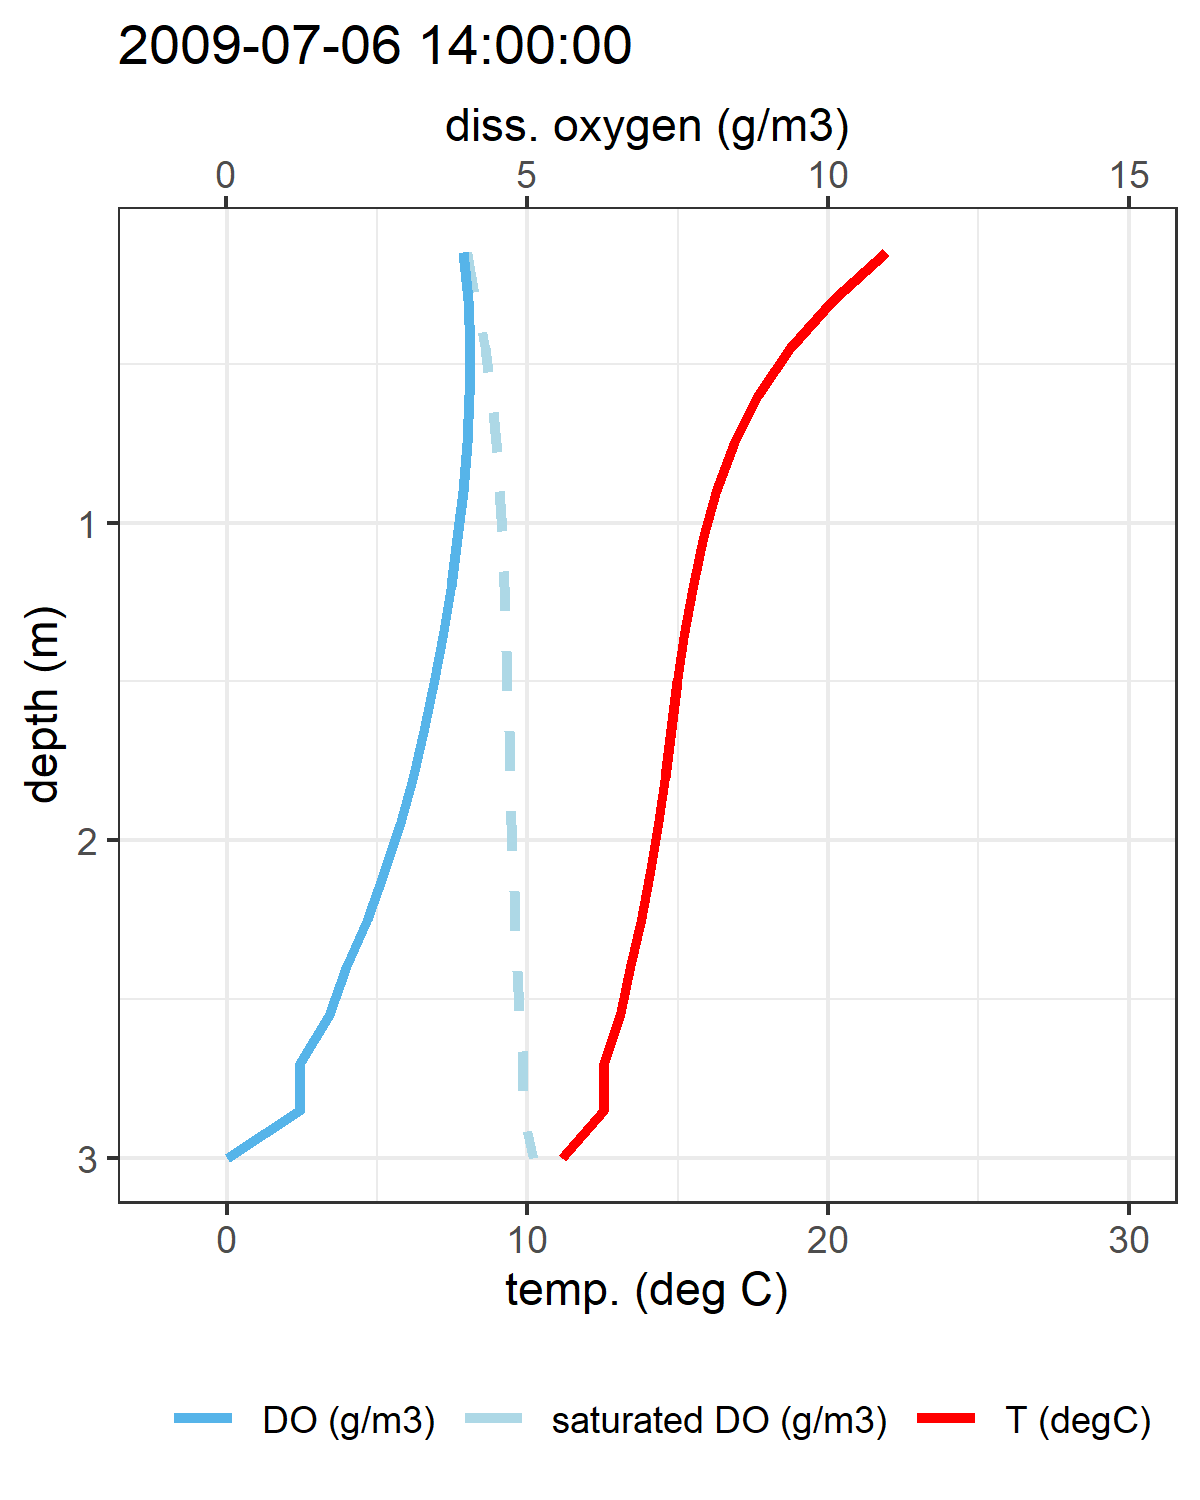 2009-07-06 14:00:00
diss. oxygen (g/m3)
0 5 10 15
1
2
3
depth (m)
0 10 20 30
temp. (deg C)
DO (g/m3) saturated DO (g/m3) T (degC)